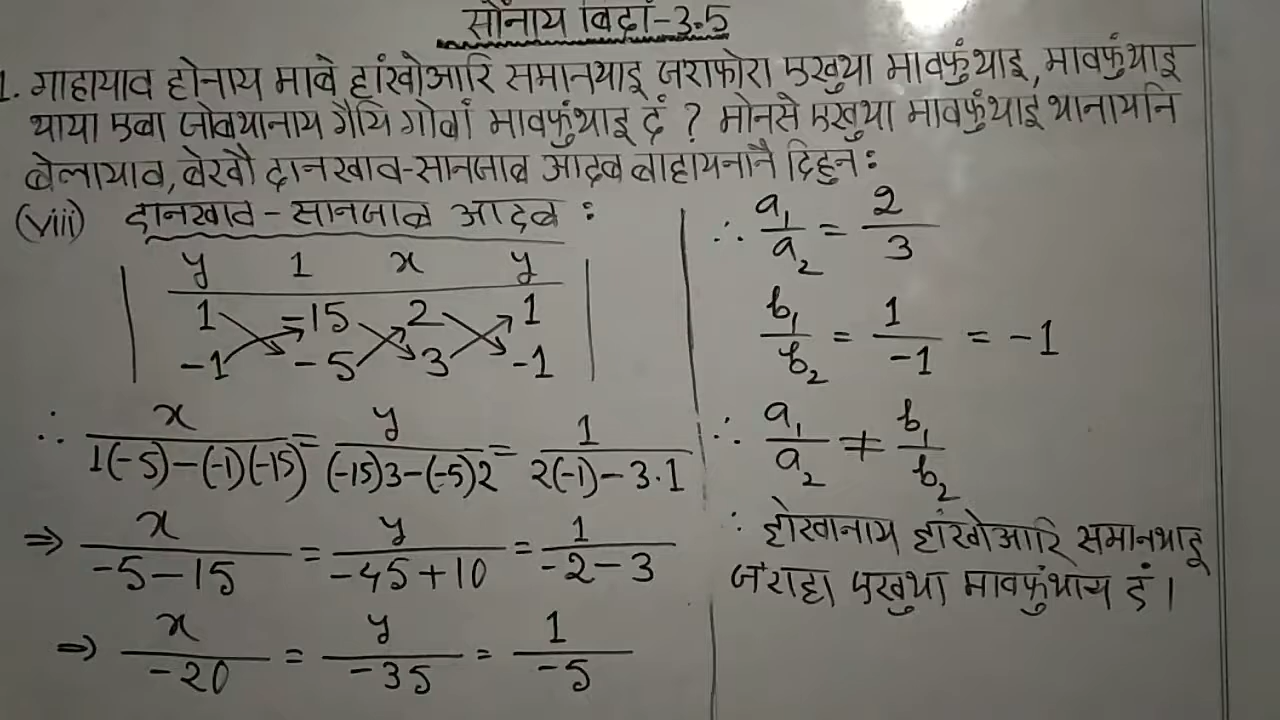 सोंनाय बिदां-3.5
1. गाहायाव होनाय माबे हांखोआरि समानथाइ जराफोरा एखुथा मावफुंथाइ, मावफुंथाइ
थाया एबा जोबथानाय गैयि गोबां मावफुंथाइ दं? मोनसे एखुथा मावफुंथाइ थानायनि
बेलायाव, बेखौ दानखाव-सानजाब आदब बाहायनानै दिहुन:
(viii) दानखाव-सानजाब आदब:
y 1 x y
1 -15 2 1
-1 -5 3 -1
∴ x/(1(-5)-(-1)(-15)) = y/((-15)3-(-5)2) = 1/(2(-1)-3.1)
⇒ x/(-5-15) = y/(-45+10) = 1/(-2-3)
⇒ x/-20 = y/-35 = 1/-5
∴ a₁/a₂ = 2/3
b₁/b₂ = 1/-1 = -1
∴ a₁/a₂ ≠ b₁/b₂
∴ होखानाय हांखोआरि समानथाइ
जराहा एखुथा मावफुंथाय दं।